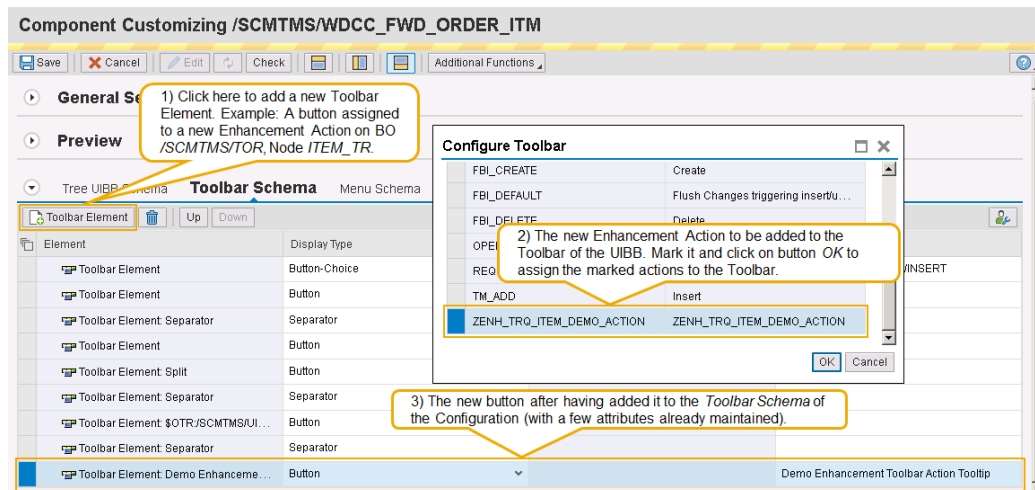 Component Customizing /SCMTMS/WDCC_FWD_ORDER_ITM
Save Cancel Edit Check Additional Functions
General Se
1) Click here to add a new Toolbar
Element. Example: A button assigned
to a new Enhancement Action on BO
/SCMTMS/TOR, Node ITEM_TR.
Preview
Tree UIBB Schema Toolbar Schema Menu Schema
Toolbar Element Up Down
Element Display Type
Toolbar Element Button-Choice /INSERT
Toolbar Element Button
Toolbar Element: Separator Separator
Toolbar Element Button
Toolbar Element: Split Button
Toolbar Element: Separator Separator
Toolbar Element: $OTR:/SCMTMS/UI... Button
Toolbar Element: Separator Separator
Toolbar Element: Demo Enhanceme... Button Demo Enhancement Toolbar Action Tooltip
Configure Toolbar
FBI_CREATE Create
FBI_DEFAULT Flush Changes triggering insert/u...
FBI_DELETE Delete
OPE
REQ
2) The new Enhancement Action to be added to the
Toolbar of the UIBB. Mark it and click on button OK to
assign the marked actions to the Toolbar.
TM_ADD Insert
ZENH_TRQ_ITEM_DEMO_ACTION ZENH_TRQ_ITEM_DEMO_ACTION
OK Cancel
3) The new button after having added it to the Toolbar Schema of
the Configuration (with a few attributes already maintained).